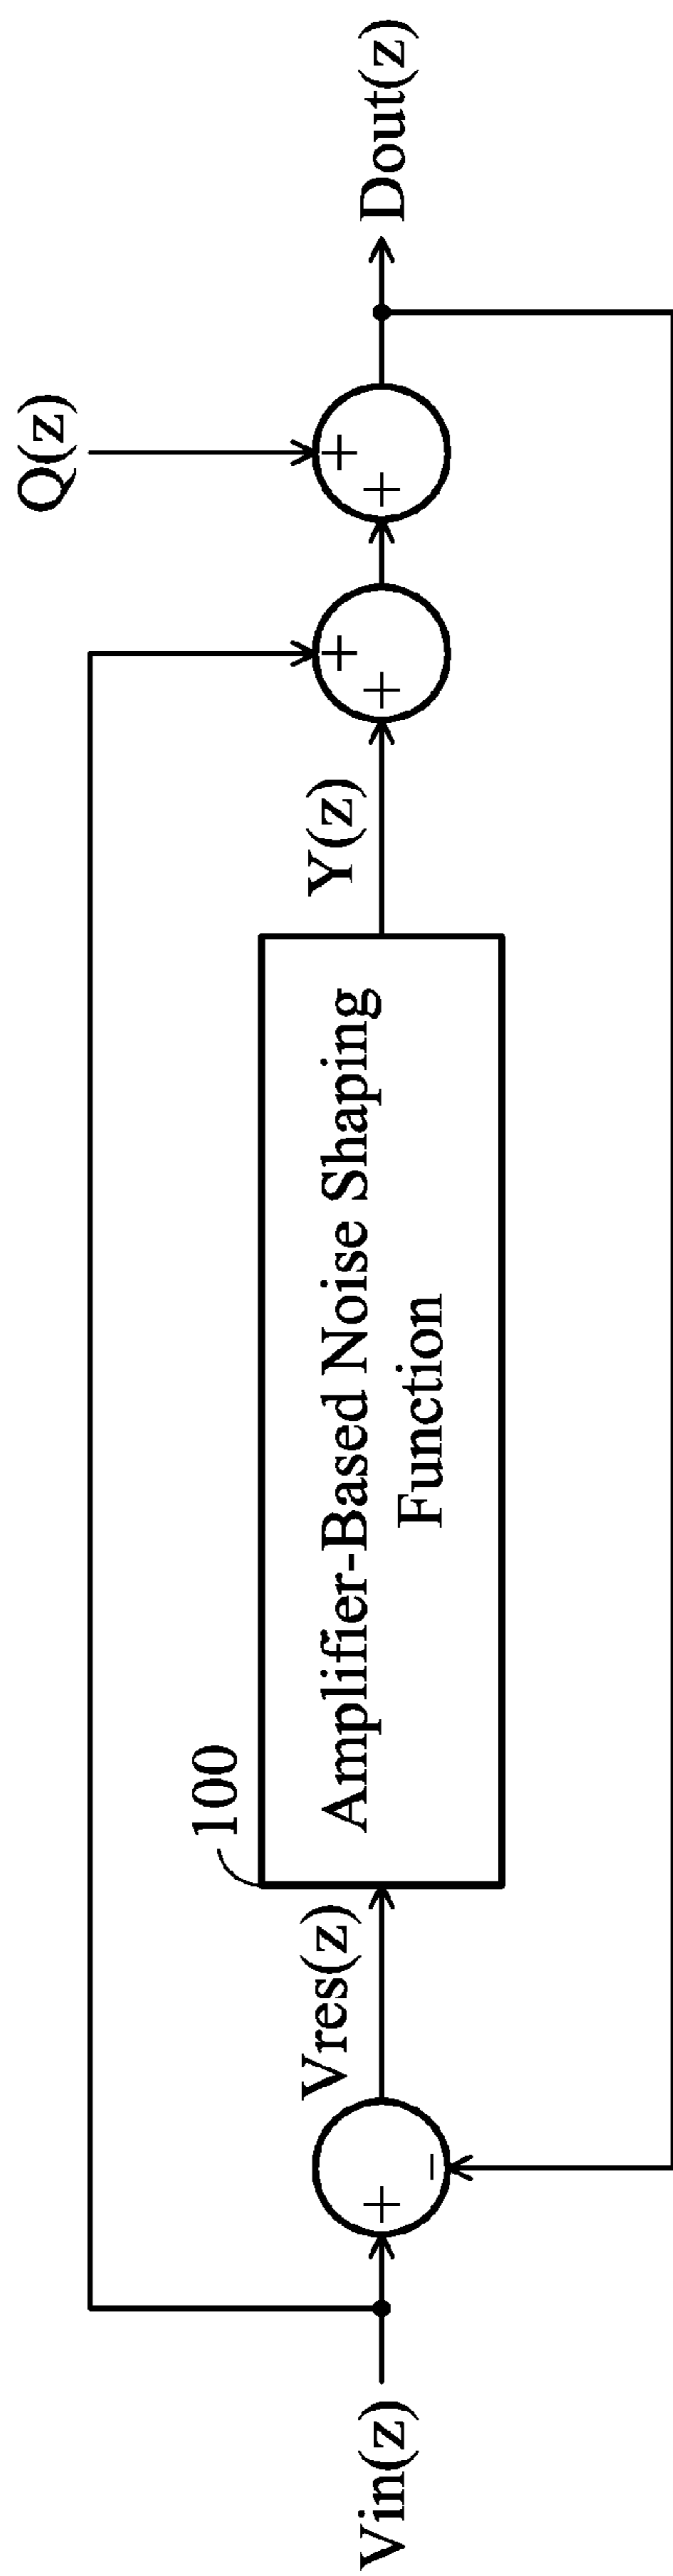 Q(z)
100
Vin(z)
+
-
Vres(z)
Amplifier-Based Noise Shaping
Function
Y(z)
+
+
+
+
Dout(z)